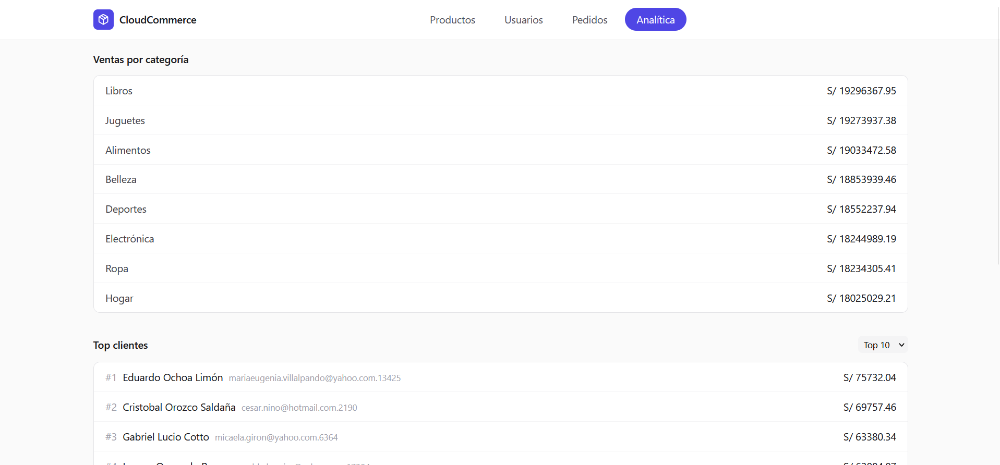 CloudCommerce Productos Usuarios Pedidos Analítica
Ventas por categoría
Libros S/ 19296367.95
Juguetes S/ 19273937.38
Alimentos S/ 19033472.58
Belleza S/ 18853939.46
Deportes S/ 18552237.94
Electrónica S/ 18244989.19
Ropa S/ 18234305.41
Hogar S/ 18025029.21
Top clientes Top 10
#1 Eduardo Ochoa Limón mariaeugenia.villalpando@yahoo.com.13425 S/ 75732.04
#2 Cristobal Orozco Saldaña cesar.nino@hotmail.com.2190 S/ 69757.46
#3 Gabriel Lucio Cotto micaela.giron@yahoo.com.6364 S/ 63380.34